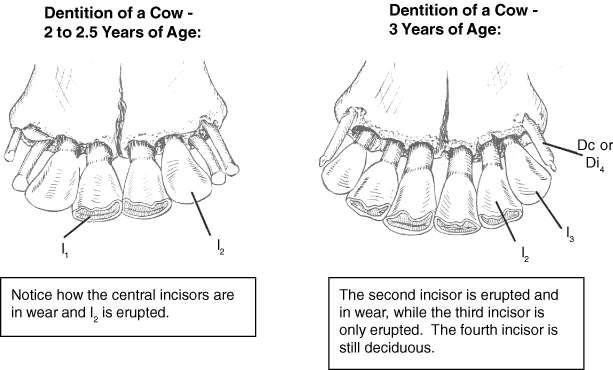 Dentition of a Cow -
2 to 2.5 Years of Age:
I₁
I₂
Notice how the central incisors are
in wear and I₂ is erupted.
Dentition of a Cow -
3 Years of Age:
Dc or
Di₄
I₃
I₂
The second incisor is erupted and
in wear, while the third incisor is
only erupted.  The fourth incisor is
still deciduous.